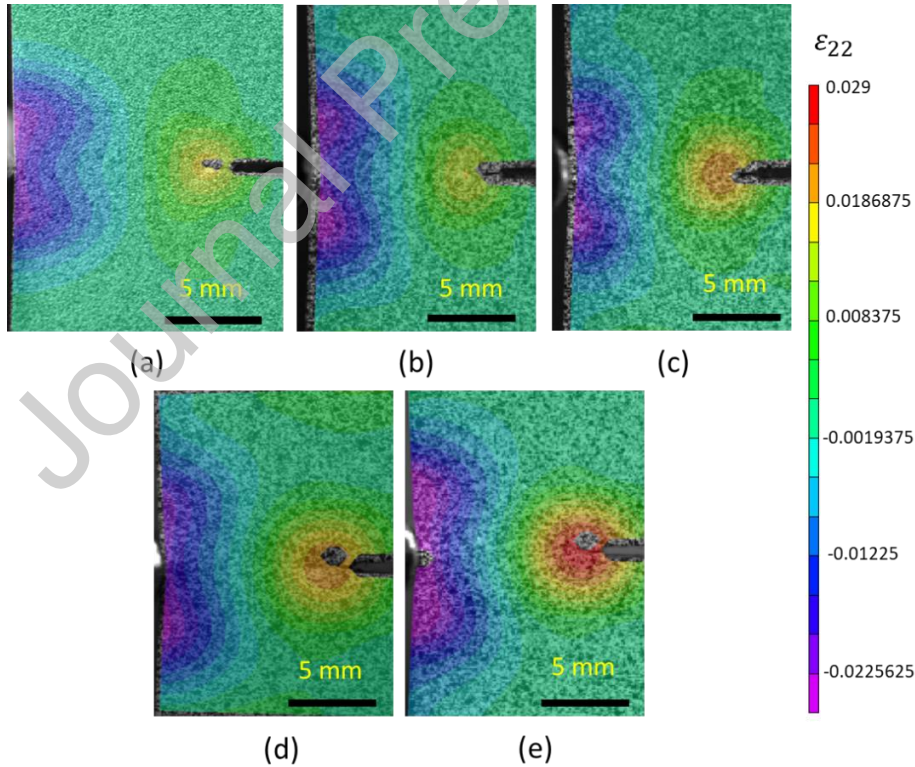 ε₂₂
0.029
0.0186875
0.008375
-0.0019375
-0.01225
-0.0225625
5 mm
5 mm
5 mm
(a)
(b)
(c)
5 mm
5 mm
(d)
(e)
Journal Pre